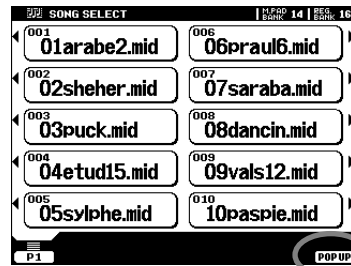 SONG SELECT
M.PAD BANK 14 REG. BANK 16
001
01arabe2.mid
006
06praul6.mid
002
02sheher.mid
007
07saraba.mid
003
03puck.mid
008
08dancin.mid
004
04etud15.mid
009
09vals12.mid
005
05sylphe.mid
010
10paspie.mid
P1
POP UP